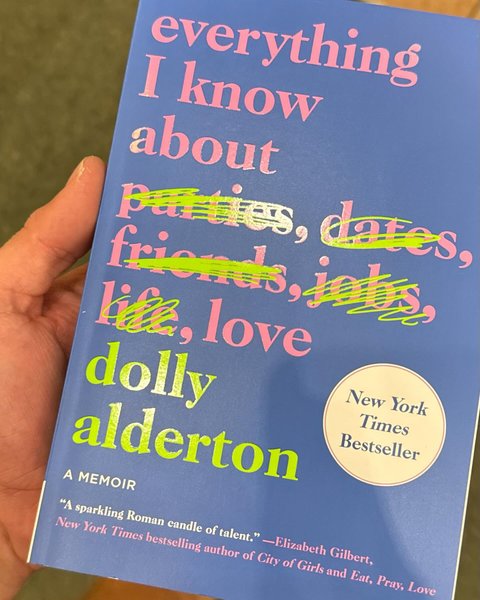 everything
I know
about
parties, dates,
friends, jobs,
life, love
dolly
alderton
New York
Times
Bestseller
A MEMOIR
“A sparkling Roman candle of talent.” —Elizabeth Gilbert,
New York Times bestselling author of City of Girls and Eat, Pray, Love